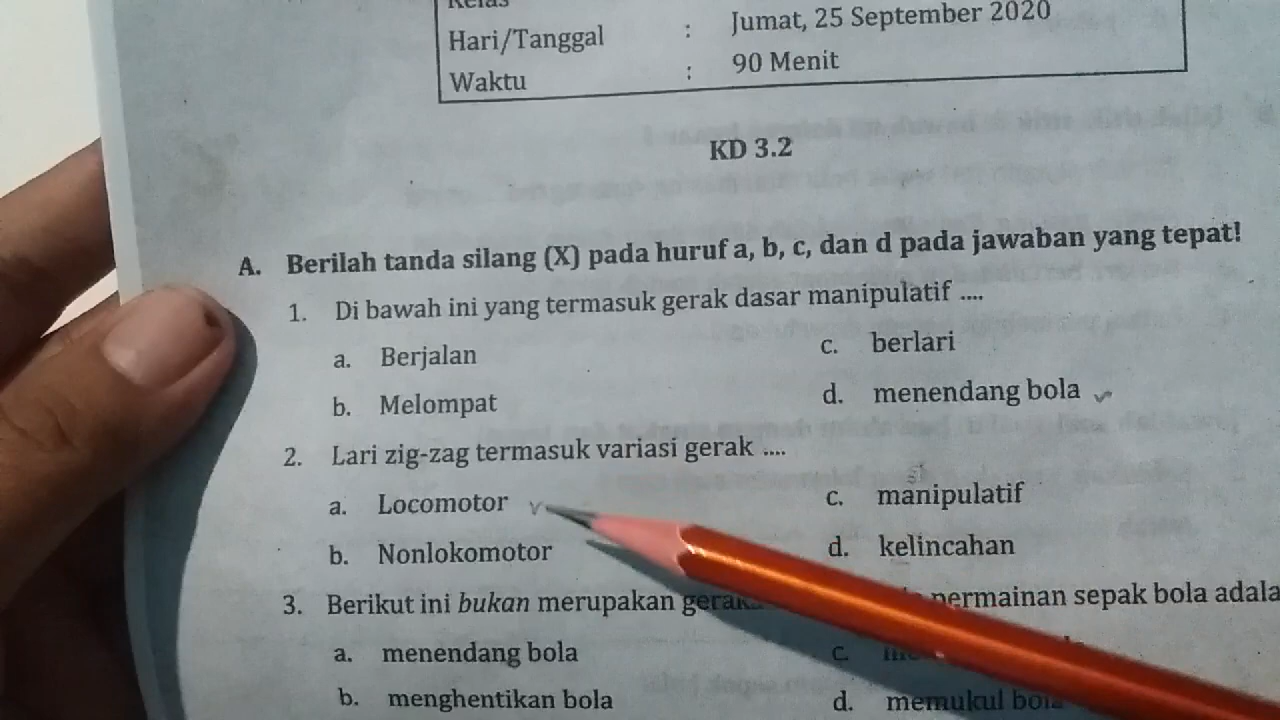 Kelas
Hari/Tanggal : Jumat, 25 September 2020
Waktu : 90 Menit
KD 3.2
A. Berilah tanda silang (X) pada huruf a, b, c, dan d pada jawaban yang tepat!
1. Di bawah ini yang termasuk gerak dasar manipulatif ....
a. Berjalan c. berlari
b. Melompat d. menendang bola
2. Lari zig-zag termasuk variasi gerak ....
a. Locomotor c. manipulatif
b. Nonlokomotor d. kelincahan
3. Berikut ini bukan merupakan permainan sepak bola
a. menendang bola c.
b. menghentikan bola d. memukul bola